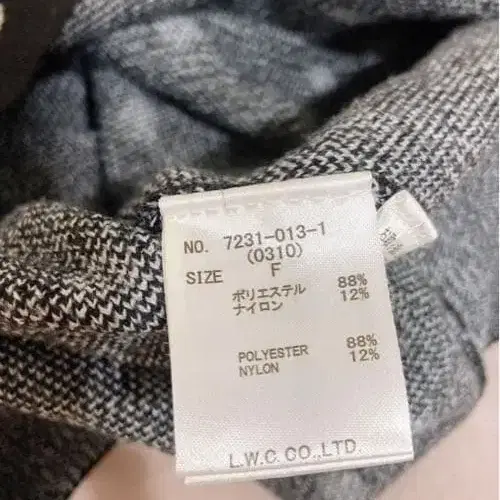 NO. 7231-013-1
(0310)
SIZE F
ポリエステル 88%
ナイロン 12%
POLYESTER 88%
NYLON 12%
L.W.C.CO.,LTD.